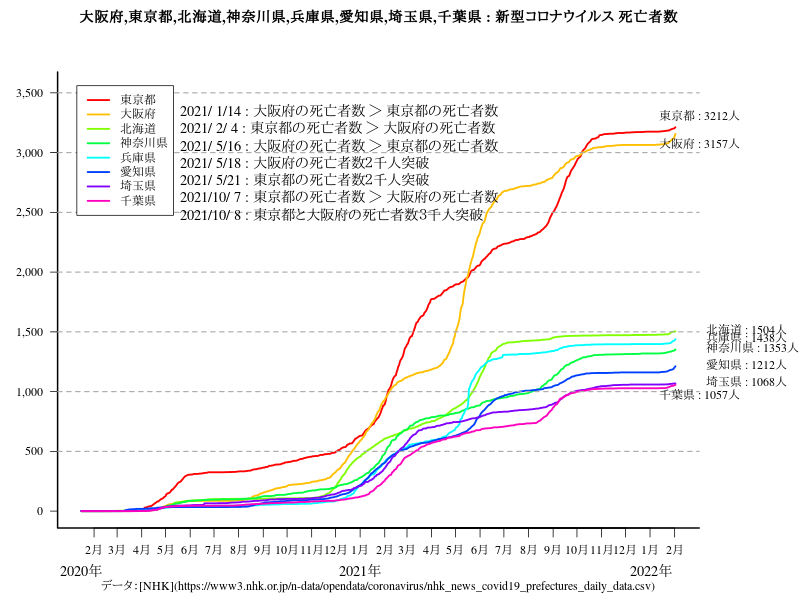 大阪府,東京都,北海道,神奈川県,兵庫県,愛知県,埼玉県,千葉県 : 新型コロナウイルス 死亡者数
3,500
3,000
2,500
2,000
1,500
1,000
500
0
東京都
大阪府
北海道
神奈川県
兵庫県
愛知県
埼玉県
千葉県
2021/ 1/14 : 大阪府の死亡者数 ＞ 東京都の死亡者数
2021/ 2/ 4 : 東京都の死亡者数 ＞ 大阪府の死亡者数
2021/ 5/16 : 大阪府の死亡者数 ＞ 東京都の死亡者数
2021/ 5/18 : 大阪府の死亡者数2千人突破
2021/ 5/21 : 東京都の死亡者数2千人突破
2021/10/ 7 : 東京都の死亡者数 ＞ 大阪府の死亡者数
2021/10/ 8 : 東京都と大阪府の死亡者数3千人突破
東京都 : 3212人
大阪府 : 3157人
北海道 : 1504人
兵庫県 : 1438人
神奈川県 : 1353人
愛知県 : 1212人
埼玉県 : 1068人
千葉県 : 1057人
2月 3月 4月 5月 6月 7月 8月 9月 10月 11月 12月 1月 2月 3月 4月 5月 6月 7月 8月 9月 10月 11月 12月 1月 2月
2020年 2021年 2022年
データ:[NHK](https://www3.nhk.or.jp/n-data/opendata/coronavirus/nhk_news_covid19_prefectures_daily_data.csv)